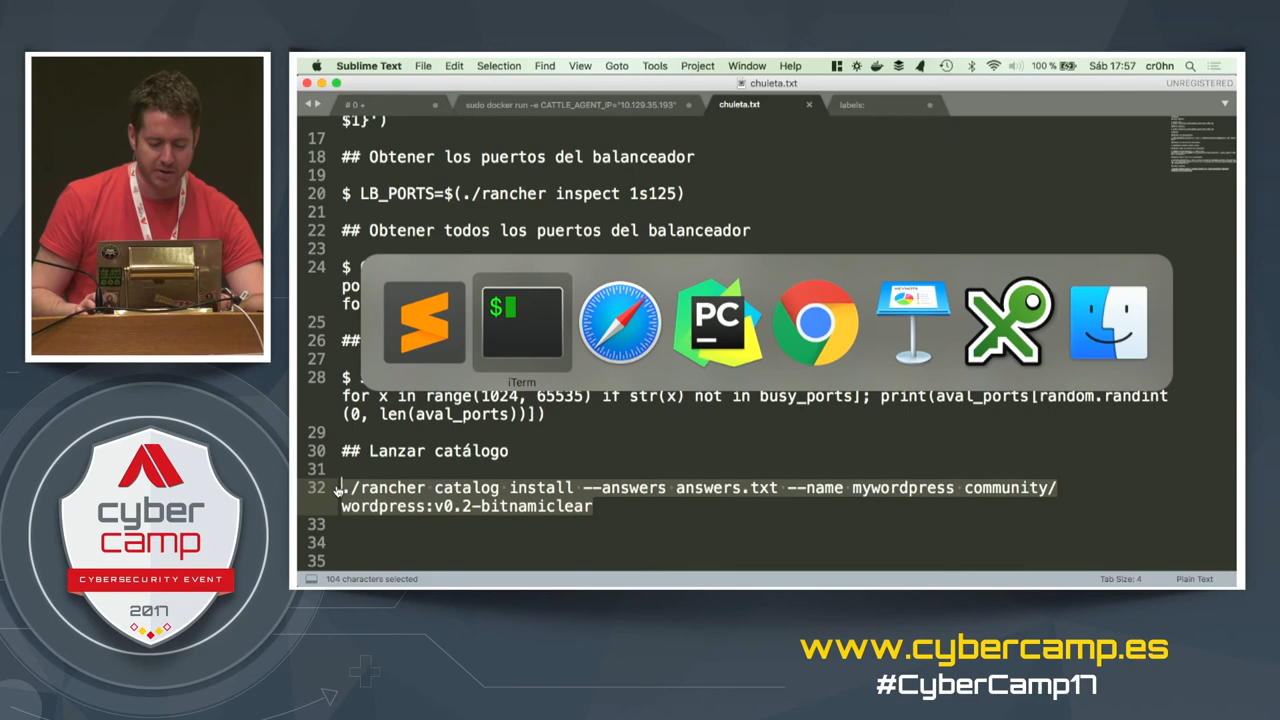 Sublime Text File Edit Selection Find View Goto Tools Project Window Help 100 % Sáb 17:57 cr0hn
chuleta.txt
UNREGISTERED
# 0 +
sudo docker run -e CATTLE_AGENT_IP="10.129.35.193"
chuleta.txt
labels:
$1}')
17
18 ## Obtener los puertos del balanceador
19
20 $ LB_PORTS=$(./rancher inspect 1s125)
21
22 ## Obtener todos los puertos del balanceador
23
24 $
po
fo
25
26 ##
27
28 $
for x in range(1024, 65535) if str(x) not in busy_ports]; print(aval_ports[random.randint
(0, len(aval_ports))])
29
30 ## Lanzar catálogo
31
32 ./rancher catalog install --answers answers.txt --name mywordpress community/
wordpress:v0.2-bitnamiclear
33
34
35
104 characters selected
Tab Size: 4
Plain Text
$
PC
KEYNOTE
iTerm
cyber
camp
CYBERSECURITY EVENT
2017
www.cybercamp.es
#CyberCamp17